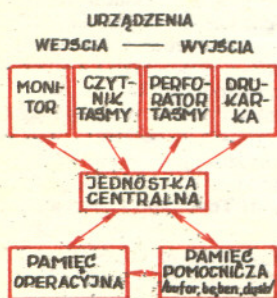 URZĄDZENIA
WEJŚCIA — WYJŚCIA
MONI-
TOR
CZYT-
NIK
TAŚMY
PERFO-
RATOR
TAŚMY
DRU-
KAR-
KA
JEDNOSTKA
CENTRALNA
PAMIĘĆ
OPERACYJNA
PAMIĘĆ
POMOCNICZA
/bufor, bęben, dysk/